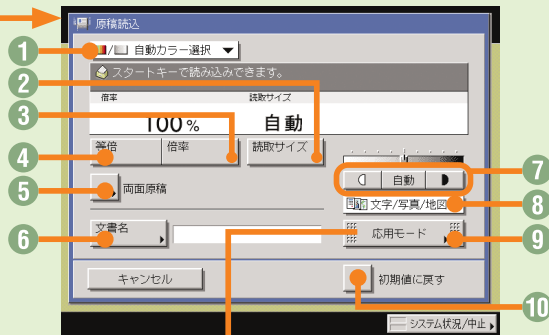 原稿読込
1
自動カラー選択
2
スタートキーで読み込みできます。
3
倍率
読取サイズ
100%
自動
4
等倍
倍率
読取サイズ
7
自動
5
両面原稿
8
文字/写真/地図
6
文書名
9
応用モード
キャンセル
初期値に戻す
10
システム状況/中止